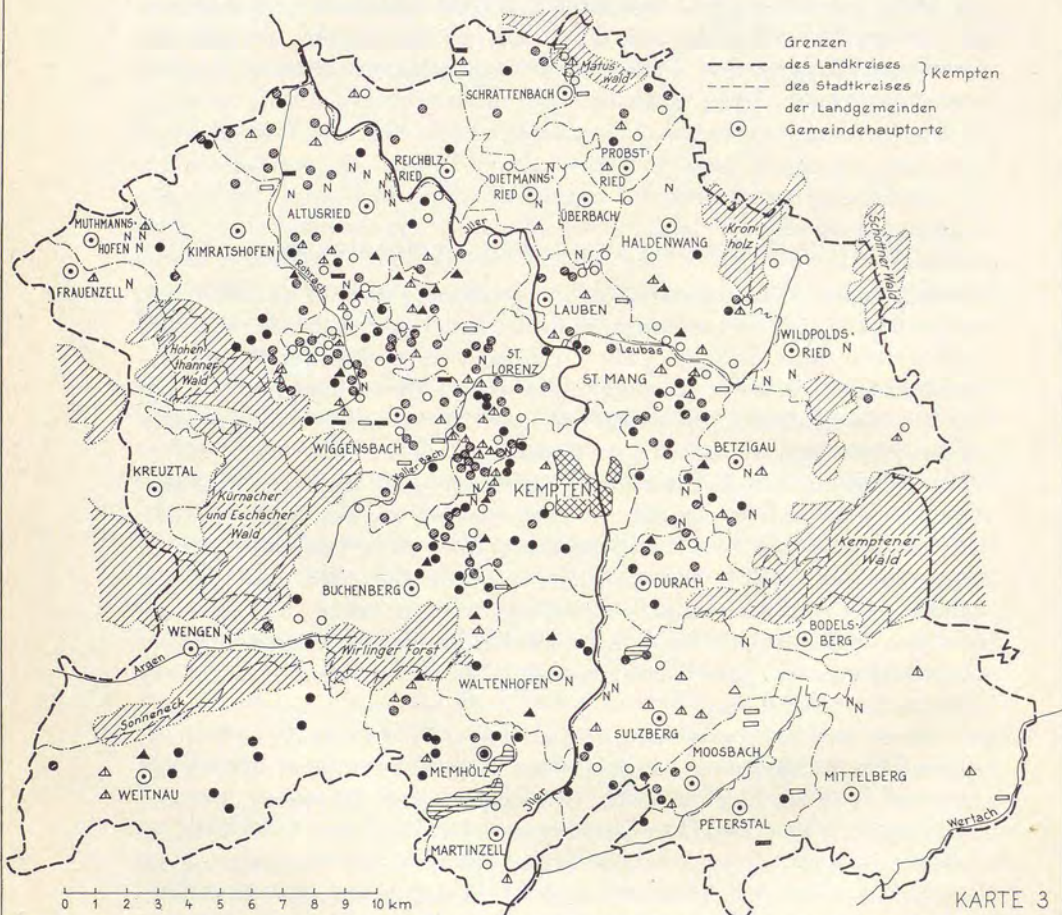 Grenzen
des Landkreises
des Stadtkreises } Kempten
der Landgemeinden
Gemeindehauptorte
Matus-
wald
SCHRATTENBACH
REICHOLZ-
RIED
DIETMANNS-
RIED
PROBST-
RIED
ÜBERBACH
ALTUSRIED
MUTHMANNS-
HOFEN
KIMRATSHOFEN
Rohrach
Jller
HALDENWANG
Kron-
holz
FRAUENZELL
LAUBEN
WILDPOLDS-
RIED
Hohen-
thanner
Wald
ST.
LORENZ
Leubas
ST. MANG
WIGGENSBACH
BETZIGAU
KREUZTAL
KEMPTEN
Kürnacher
und Eschacher
Wald
Kemptener
Wald
BUCHENBERG
DURACH
WENGEN
BODELS-
BERG
Argen
Wirlinger Forst
WALTENHOFEN
Sonneneck
SULZBERG
MOOSBACH
MEMHÖLZ
MITTELBERG
WEITNAU
Jller
PETERSTAL
Wertach
MARTINZELL
0 1 2 3 4 5 6 7 8 9 10 km
KARTE 3